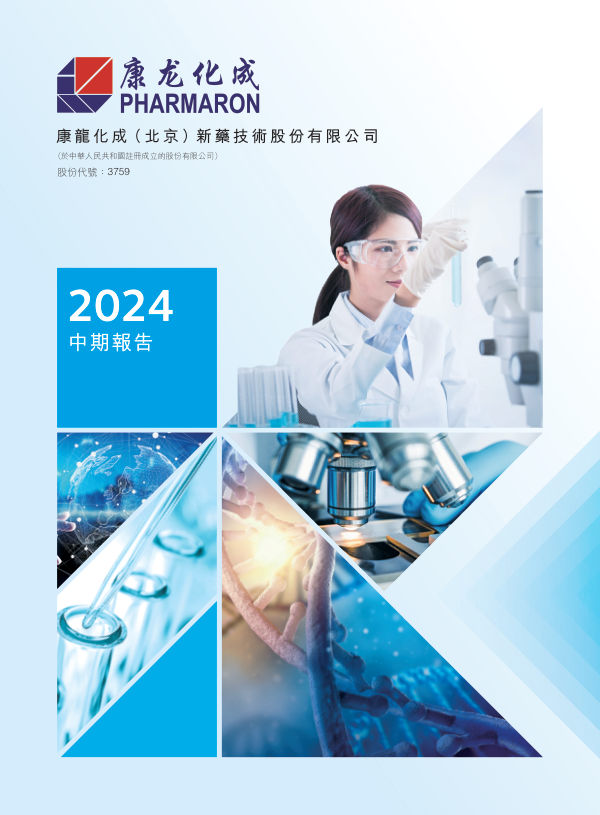 康龙化成
PHARMARON
康龍化成（北京）新藥技術股份有限公司
（於中華人民共和國註冊成立的股份有限公司）
股份代號：3759
2024
中期報告